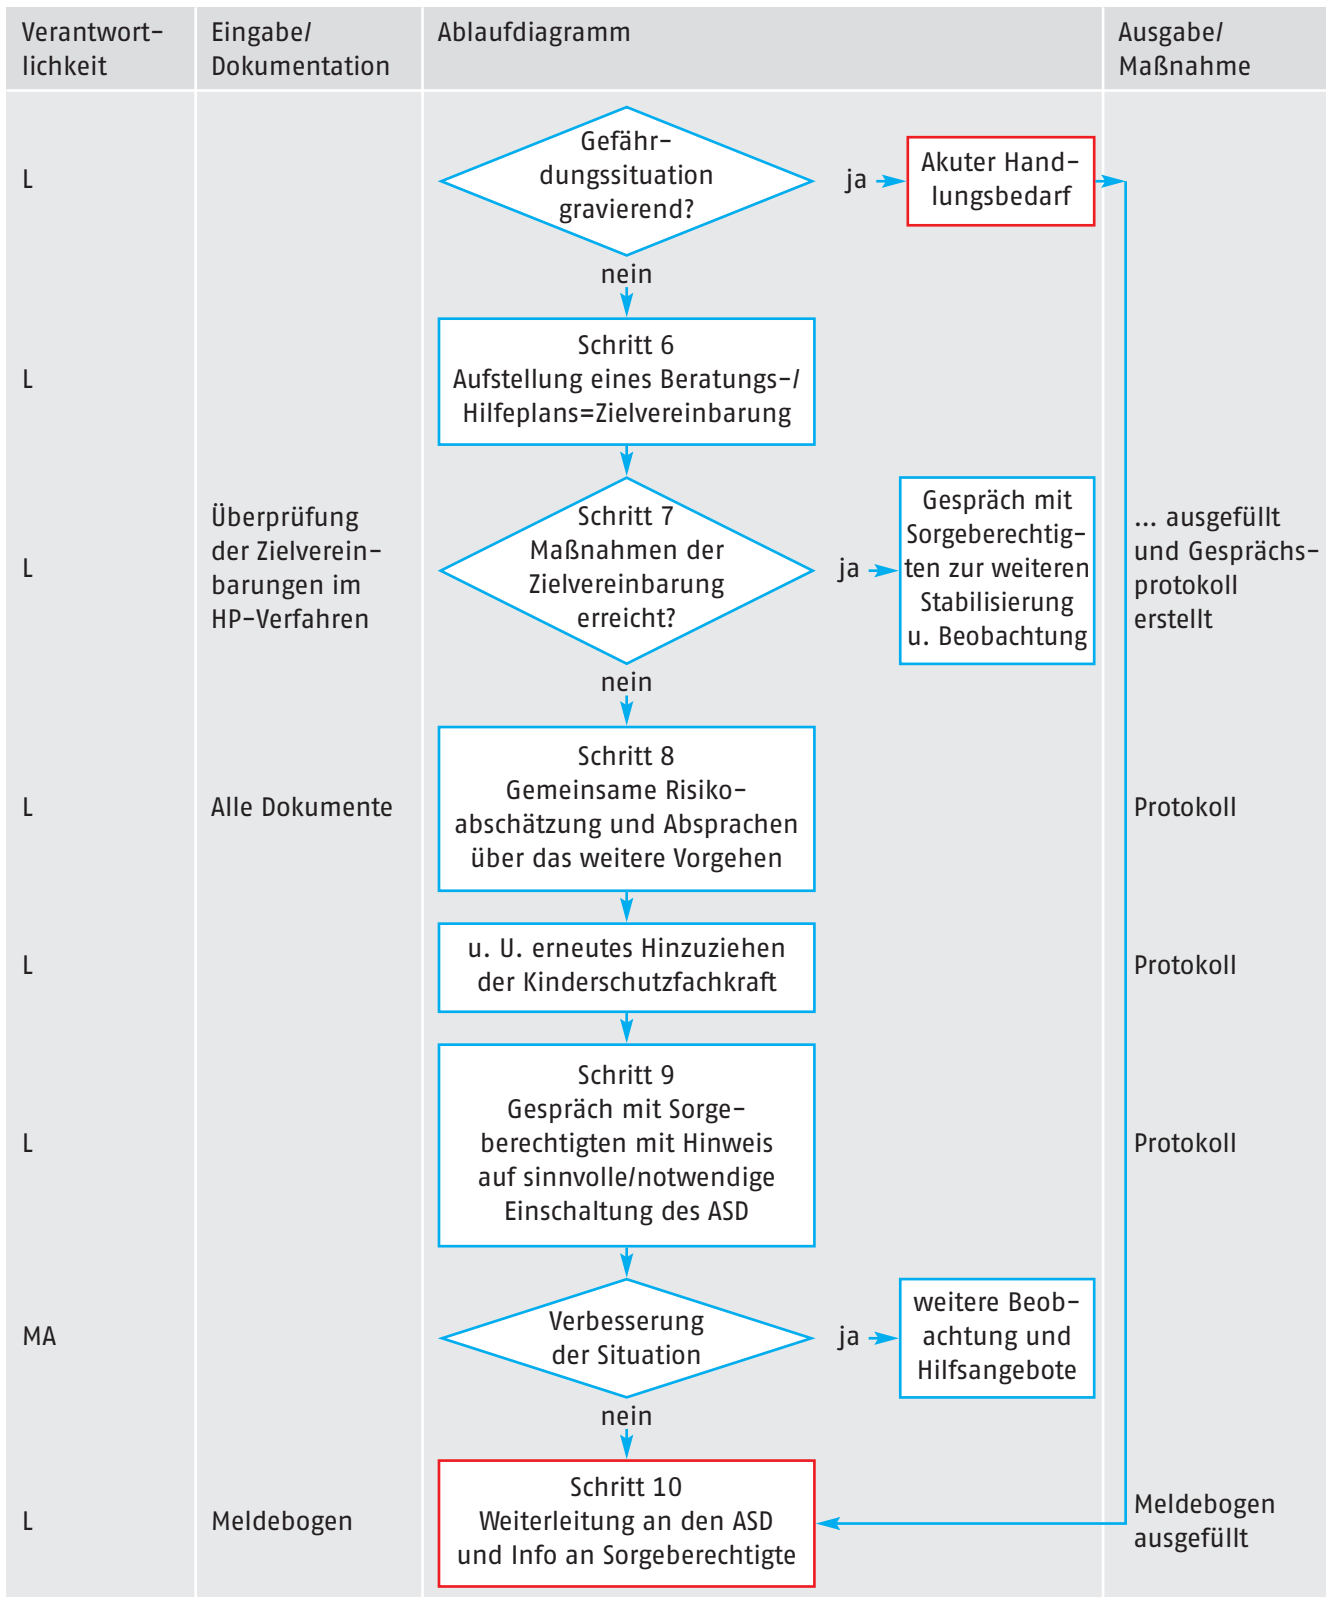 Verantwort-
lichkeit
Eingabe/
Dokumentation
Ablaufdiagramm
Ausgabe/
Maßnahme
L
Gefähr-
dungssituation
gravierend?
ja
Akuter Hand-
lungsbedarf
nein
L
Schritt 6
Aufstellung eines Beratungs-/
Hilfeplans=Zielvereinbarung
L
Überprüfung
der Zielverein-
barungen im
HP-Verfahren
Schritt 7
Maßnahmen der
Zielvereinbarung
erreicht?
ja
Gespräch mit
Sorgeberechtig-
ten zur weiteren
Stabilisierung
u. Beobachtung
... ausgefüllt
und Gesprächs-
protokoll
erstellt
nein
L
Alle Dokumente
Schritt 8
Gemeinsame Risiko-
abschätzung und Absprachen
über das weitere Vorgehen
Protokoll
L
u. U. erneutes Hinzuziehen
der Kinderschutzfachkraft
Protokoll
L
Schritt 9
Gespräch mit Sorge-
berechtigten mit Hinweis
auf sinnvolle/notwendige
Einschaltung des ASD
Protokoll
MA
Verbesserung
der Situation
ja
weitere Beob-
achtung und
Hilfsangebote
nein
L
Meldebogen
Schritt 10
Weiterleitung an den ASD
und Info an Sorgeberechtigte
Meldebogen
ausgefüllt